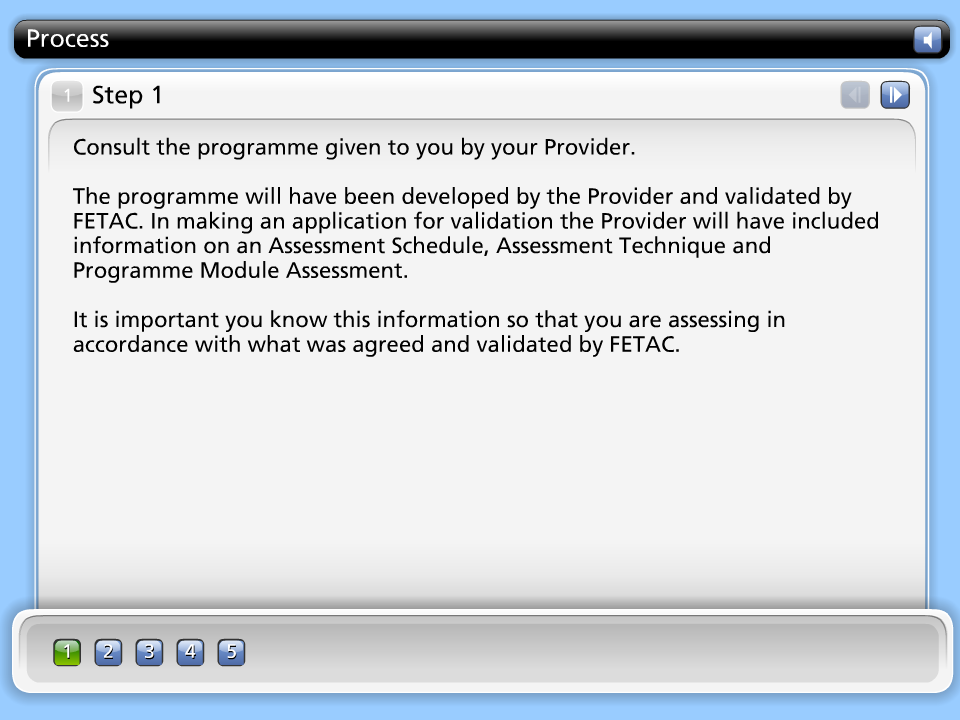 Process
1 Step 1
Consult the programme given to you by your Provider.
The programme will have been developed by the Provider and validated by
FETAC. In making an application for validation the Provider will have included
information on an Assessment Schedule, Assessment Technique and
Programme Module Assessment.
It is important you know this information so that you are assessing in
accordance with what was agreed and validated by FETAC.
1 2 3 4 5